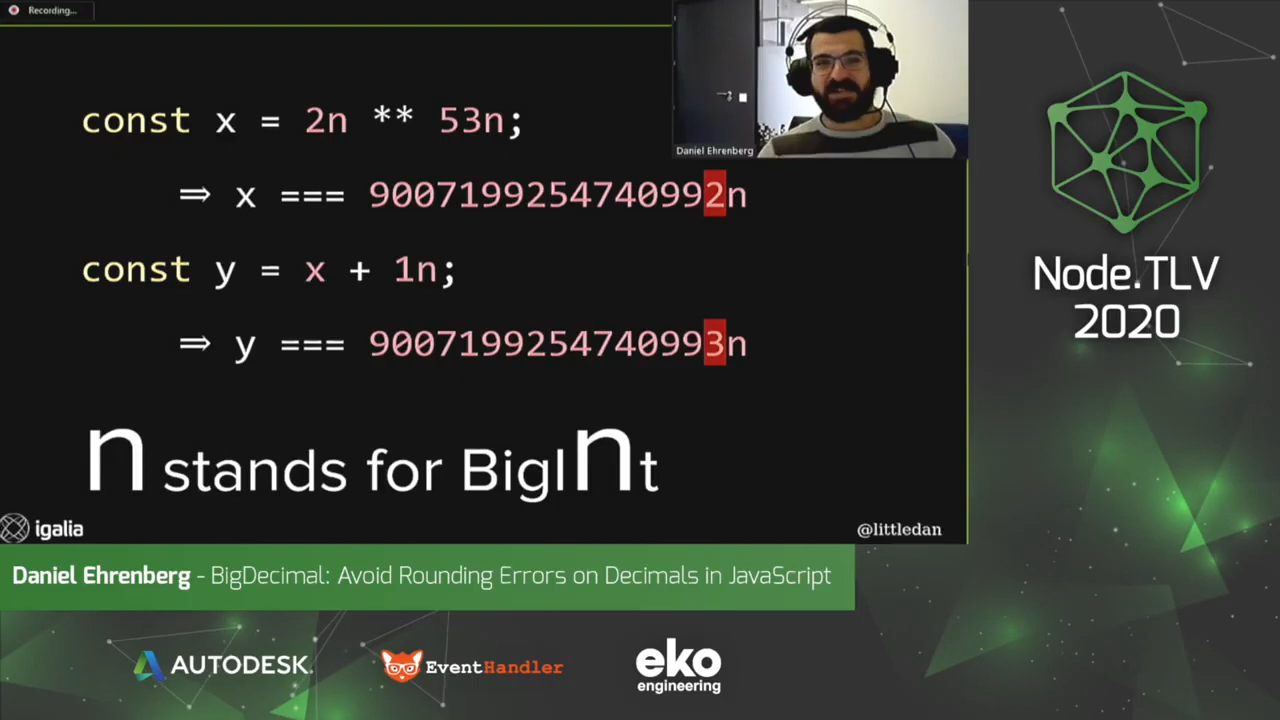 Recording...
const x = 2n ** 53n;
⇒ x === 9007199254740992n
const y = x + 1n;
⇒ y === 9007199254740993n
n stands for BigInt
igalia
@littledan
Daniel Ehrenberg
Node.TLV
2020
Daniel Ehrenberg - BigDecimal: Avoid Rounding Errors on Decimals in JavaScript
AUTODESK.
EventHandler
eko
engineering